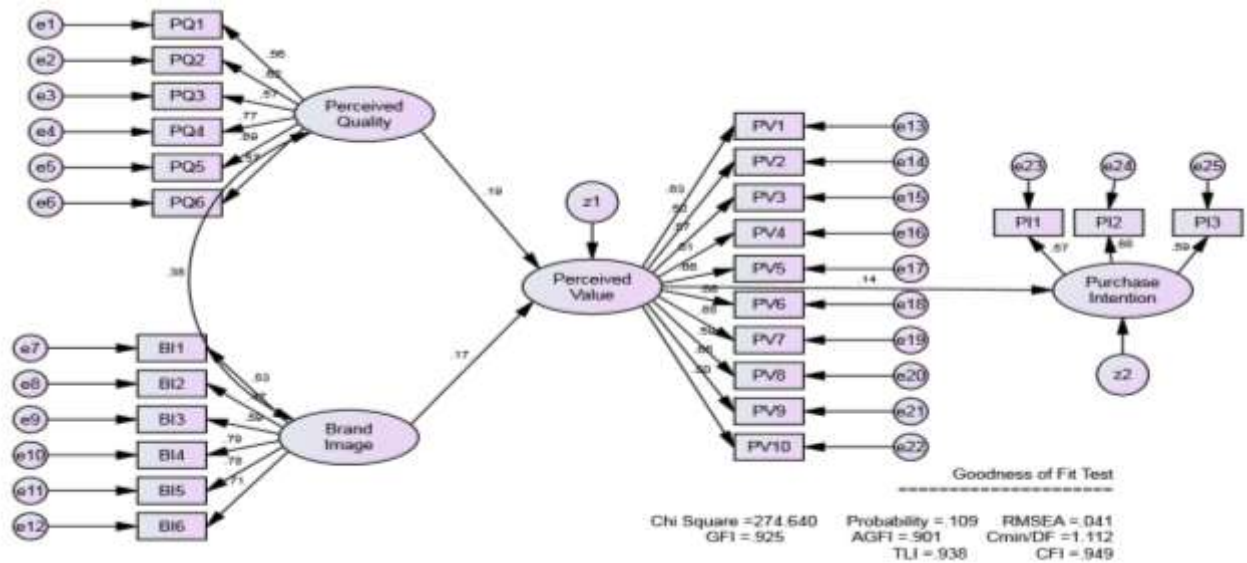 e1
PQ1
e2
PQ2
e3
PQ3
e4
PQ4
e5
PQ5
e6
PQ6
.77
Perceived
Quality
.19
.38
e7
BI1
e8
BI2
e9
BI3
e10
BI4
e11
BI5
e12
BI6
.79
.78
.71
Brand
Image
.17
z1
Perceived
Value
PV1
e13
PV2
e14
PV3
e15
PV4
e16
PV5
e17
PV6
e18
PV7
e19
PV8
e20
PV9
e21
PV10
e22
.14
e23
e24
e25
PI1
PI2
PI3
.59
Purchase
Intention
z2
Goodness of Fit Test
======================
Chi Square =274.640 Probability =.109 RMSEA =.041
GFI =.925 AGFI =.901 Cmin/DF =1.112
TLI =.938 CFI =.949